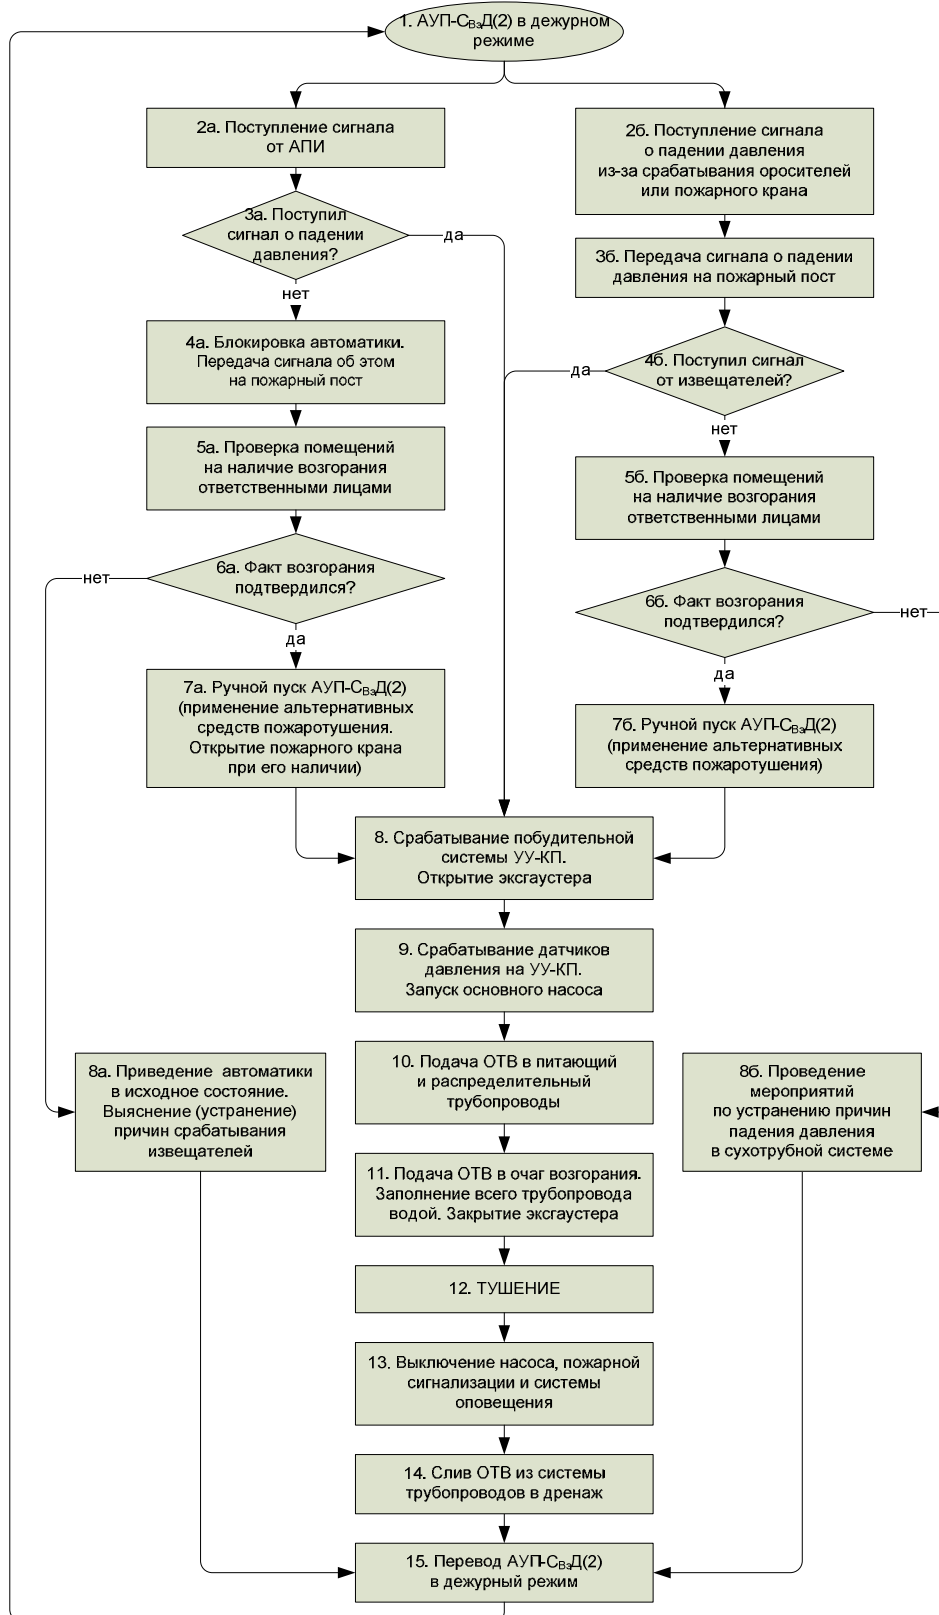 1. АУП-СВзД(2) в дежурном
режиме
2а. Поступление сигнала
от АПИ
2б. Поступление сигнала
о падении давления
из-за срабатывания оросителей
или пожарного крана
3а. Поступил
сигнал о падении
давления?
да
нет
3б. Передача сигнала о падении
давления на пожарный пост
4а. Блокировка автоматики.
Передача сигнала об этом
на пожарный пост
4б. Поступил сигнал
от извещателей?
да
нет
5а. Проверка помещений
на наличие возгорания
ответственными лицами
5б. Проверка помещений
на наличие возгорания
ответственными лицами
6а. Факт возгорания
подтвердился?
нет
да
6б. Факт возгорания
подтвердился?
нет
да
7а. Ручной пуск АУП-СВзД(2)
(применение альтернативных
средств пожаротушения.
Открытие пожарного крана
при его наличии)
7б. Ручной пуск АУП-СВзД(2)
(применение альтернативных
средств пожаротушения)
8. Срабатывание побудительной
системы УУ-КП.
Открытие эксгаустера
9. Срабатывание датчиков
давления на УУ-КП.
Запуск основного насоса
10. Подача ОТВ в питающий
и распределительный
трубопроводы
8а. Приведение автоматики
в исходное состояние.
Выяснение (устранение)
причин срабатывания
извещателей
8б. Проведение
мероприятий
по устранению причин
падения давления
в сухотрубной системе
11. Подача ОТВ в очаг возгорания.
Заполнение всего трубопровода
водой. Закрытие эксгаустера
12. ТУШЕНИЕ
13. Выключение насоса, пожарной
сигнализации и системы
оповещения
14. Слив ОТВ из системы
трубопроводов в дренаж
15. Перевод АУП-СВзД(2)
в дежурный режим